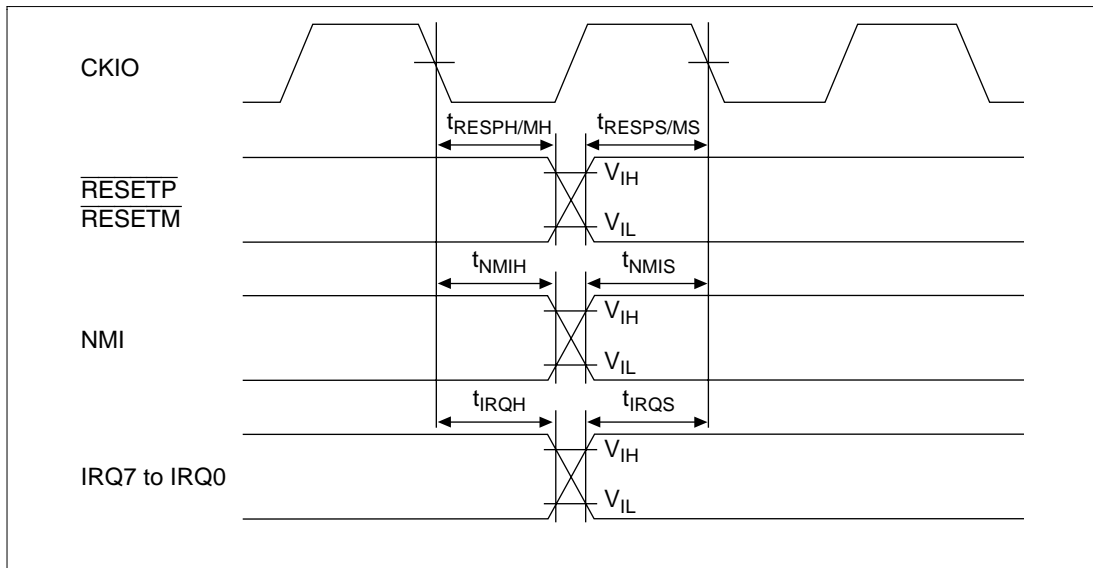 CKIO
tRESPH/MH tRESPS/MS
RESETP
RESETM
VIH
VIL
tNMIH tNMIS
NMI
VIH
VIL
tIRQH tIRQS
IRQ7 to IRQ0
VIH
VIL